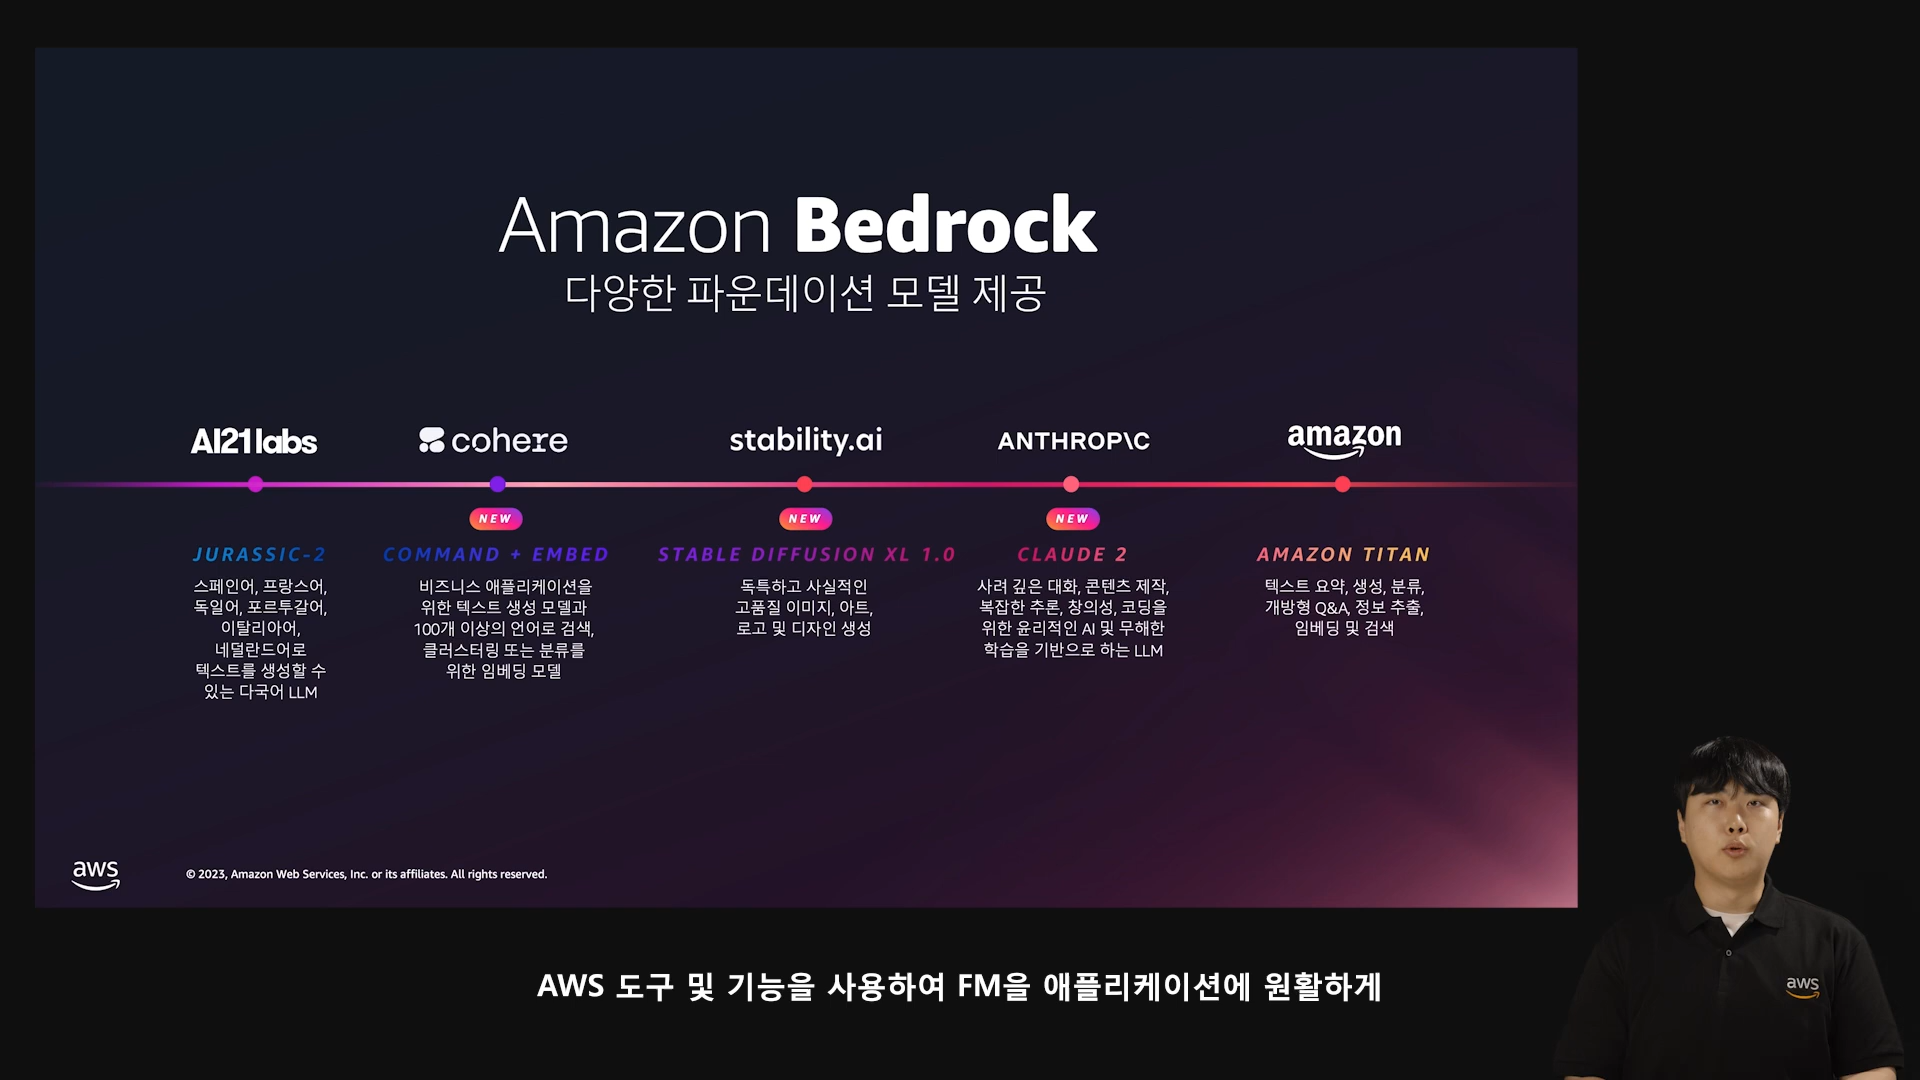 Amazon Bedrock
다양한 파운데이션 모델 제공
AI21labs
cohere
stability.ai
ANTHROP\C
amazon
NEW
NEW
NEW
JURASSIC-2
스페인어, 프랑스어,
독일어, 포르투갈어,
이탈리아어,
네덜란드어로
텍스트를 생성할 수
있는 다국어 LLM
COMMAND + EMBED
비즈니스 애플리케이션을
위한 텍스트 생성 모델과
100개 이상의 언어로 검색,
클러스터링 또는 분류를
위한 임베딩 모델
STABLE DIFFUSION XL 1.0
독특하고 사실적인
고품질 이미지, 아트,
로고 및 디자인 생성
CLAUDE 2
사려 깊은 대화, 콘텐츠 제작,
복잡한 추론, 창의성, 코딩을
위한 윤리적인 AI 및 무해한
학습을 기반으로 하는 LLM
AMAZON TITAN
텍스트 요약, 생성, 분류,
개방형 Q&A, 정보 추출,
임베딩 및 검색
aws
© 2023, Amazon Web Services, Inc. or its affiliates. All rights reserved.
AWS 도구 및 기능을 사용하여 FM을 애플리케이션에 원활하게
aws